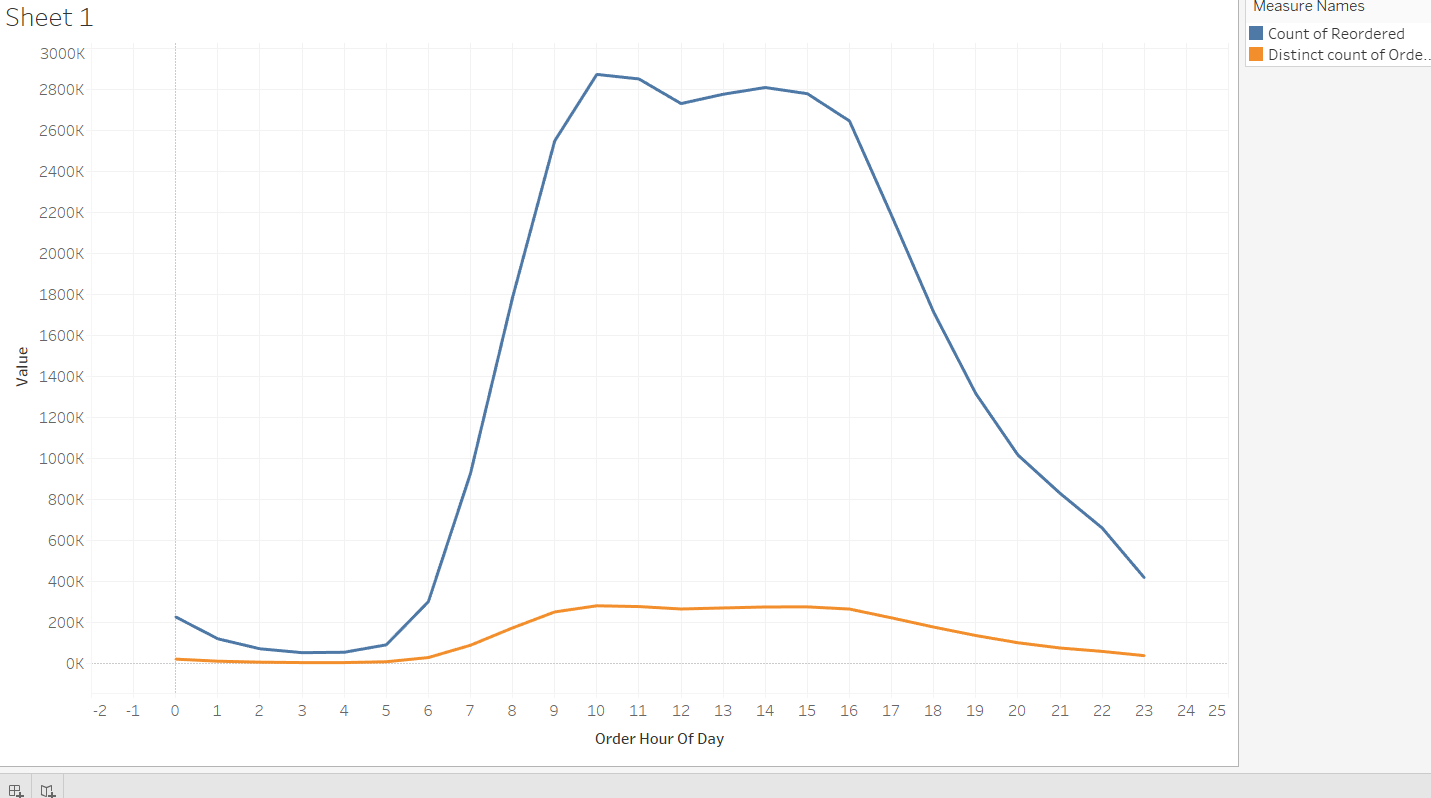 Sheet 1
Measure Names
Count of Reordered
Distinct count of Orde..
3000K
2800K
2600K
2400K
2200K
2000K
1800K
1600K
1400K
1200K
1000K
800K
600K
400K
200K
0K
Value
-2 -1 0 1 2 3 4 5 6 7 8 9 10 11 12 13 14 15 16 17 18 19 20 21 22 23 24 25
Order Hour Of Day